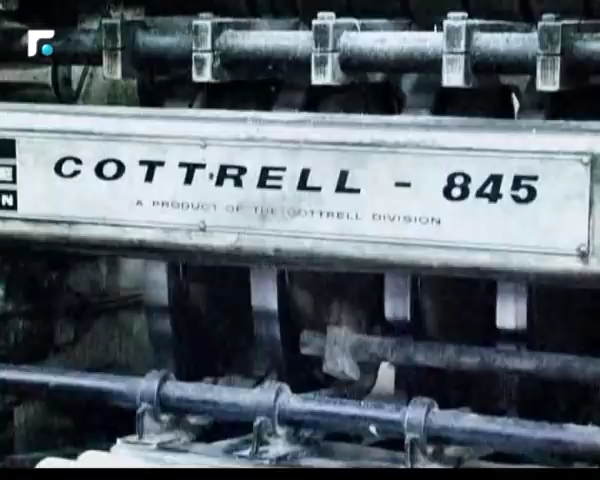 COTTRELL - 845
A PRODUCT OF THE COTTRELL DIVISION
E
N